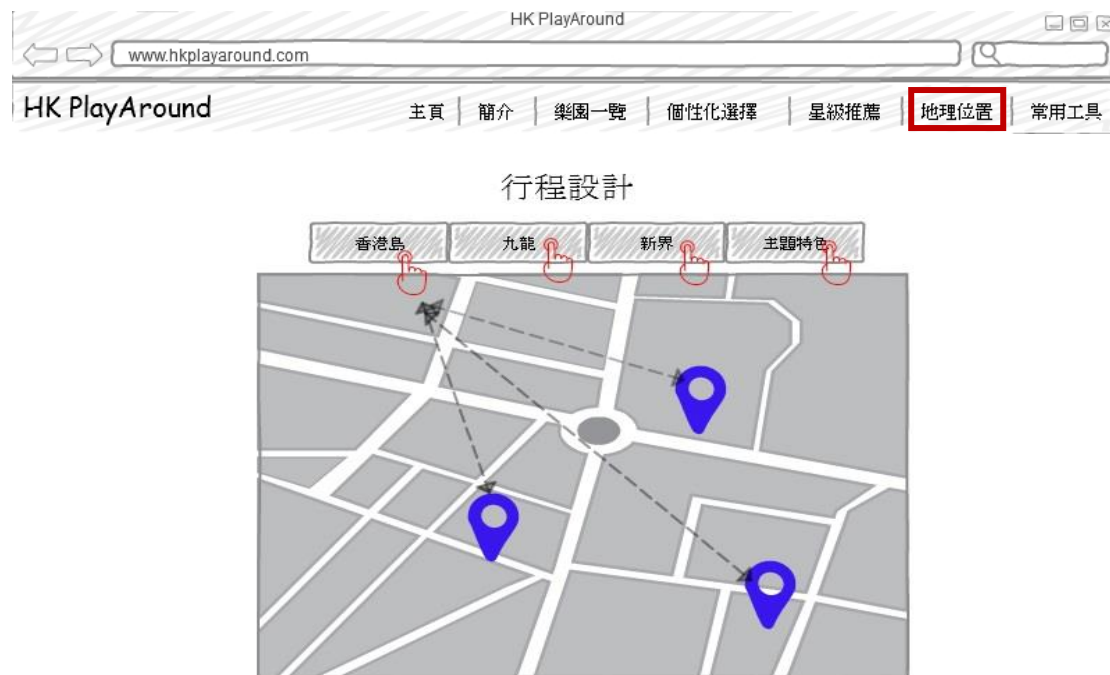 HK PlayAround
www.hkplayaround.com
HK PlayAround 主頁 簡介 樂園一覽 個性化選擇 星級推薦 地理位置 常用工具
行程設計
香港島 九龍 新界 主題特色